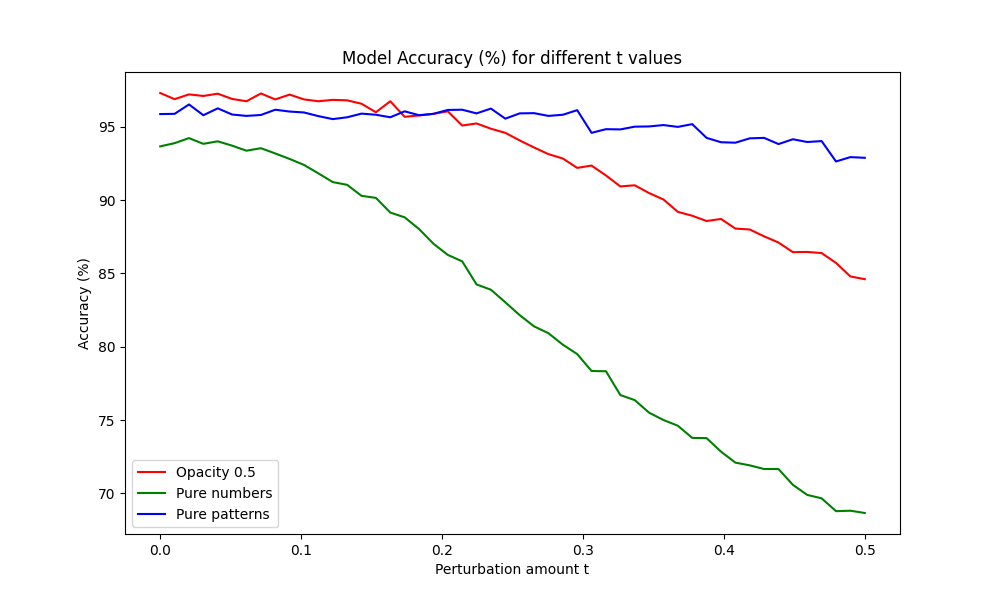 Model Accuracy (%) for different t values
Accuracy (%)
95
90
85
80
75
70
Opacity 0.5
Pure numbers
Pure patterns
0.0 0.1 0.2 0.3 0.4 0.5
Perturbation amount t